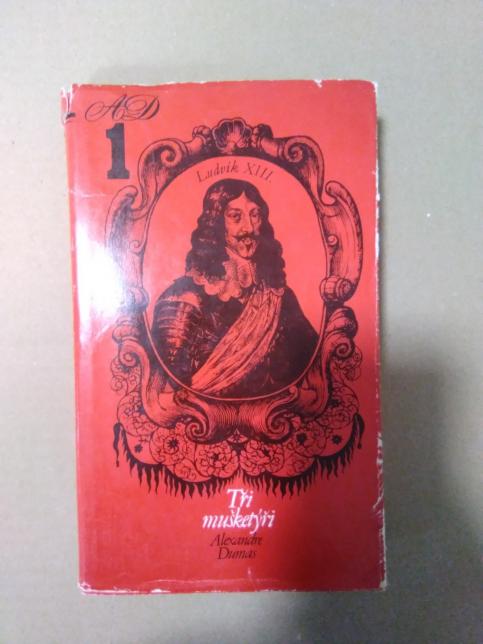 AD
1
Ludvík XIII.
Tři
mušketýři
Alexandre
Dumas